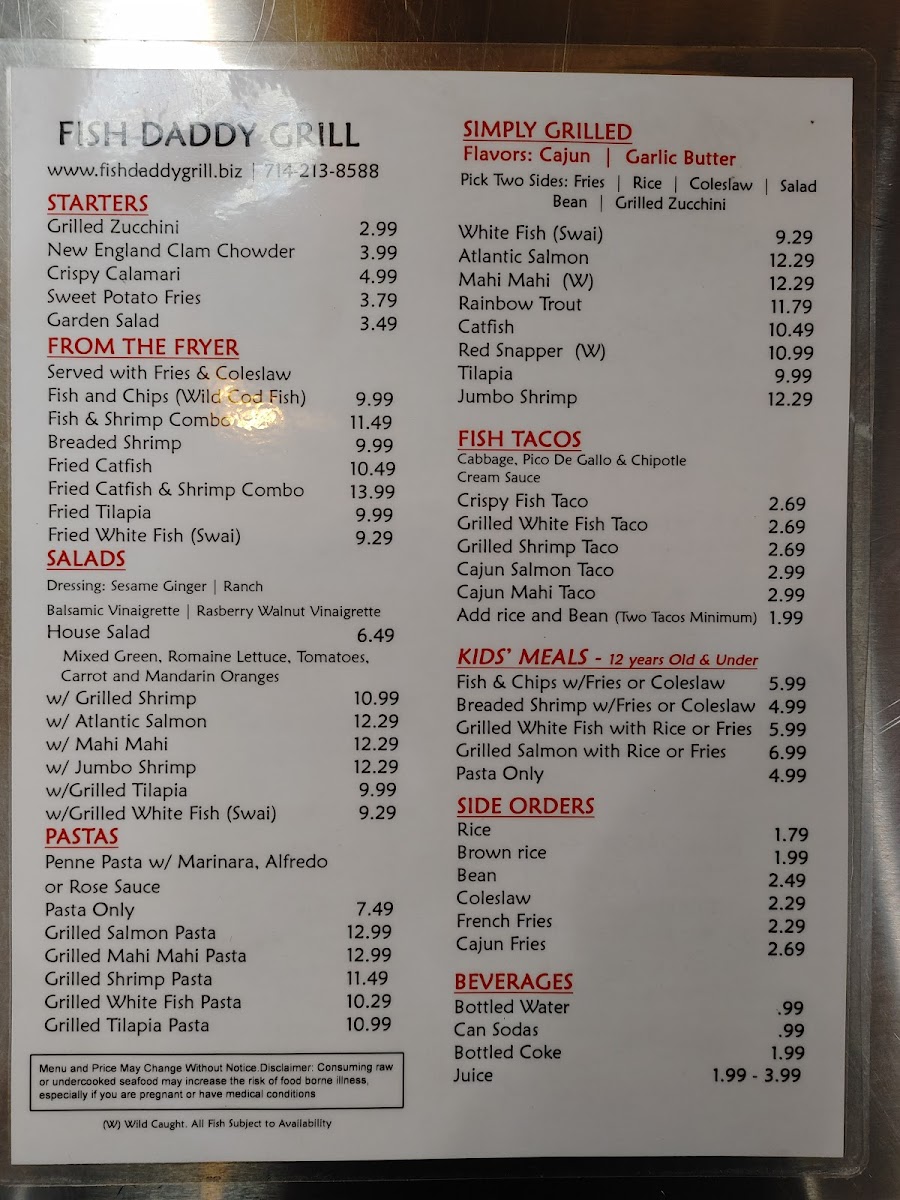 FISH DADDY GRILL
www.fishdaddygrill.biz | 714-213-8588
STARTERS
Grilled Zucchini 2.99
New England Clam Chowder 3.99
Crispy Calamari 4.99
Sweet Potato Fries 3.79
Garden Salad 3.49
FROM THE FRYER
Served with Fries & Coleslaw
Fish and Chips (Wild Cod Fish) 9.99
Fish & Shrimp Combo 11.49
Breaded Shrimp 9.99
Fried Catfish 10.49
Fried Catfish & Shrimp Combo 13.99
Fried Tilapia 9.99
Fried White Fish (Swai) 9.29
SALADS
Dressing: Sesame Ginger | Ranch
Balsamic Vinaigrette | Rasberry Walnut Vinaigrette
House Salad 6.49
Mixed Green, Romaine Lettuce, Tomatoes,
Carrot and Mandarin Oranges
w/ Grilled Shrimp 10.99
w/ Atlantic Salmon 12.29
w/ Mahi Mahi 12.29
w/ Jumbo Shrimp 12.29
w/Grilled Tilapia 9.99
w/Grilled White Fish (Swai) 9.29
PASTAS
Penne Pasta w/ Marinara, Alfredo
or Rose Sauce
Pasta Only 7.49
Grilled Salmon Pasta 12.99
Grilled Mahi Mahi Pasta 12.99
Grilled Shrimp Pasta 11.49
Grilled White Fish Pasta 10.29
Grilled Tilapia Pasta 10.99
Menu and Price May Change Without Notice.Disclaimer: Consuming raw
or undercooked seafood may increase the risk of food borne illness,
especially if you are pregnant or have medical conditions
(W) Wild Caught. All Fish Subject to Availability
SIMPLY GRILLED
Flavors: Cajun | Garlic Butter
Pick Two Sides: Fries | Rice | Coleslaw | Salad
Bean | Grilled Zucchini
White Fish (Swai) 9.29
Atlantic Salmon 12.29
Mahi Mahi (W) 12.29
Rainbow Trout 11.79
Catfish 10.49
Red Snapper (W) 10.99
Tilapia 9.99
Jumbo Shrimp 12.29
FISH TACOS
Cabbage, Pico De Gallo & Chipotle
Cream Sauce
Crispy Fish Taco 2.69
Grilled White Fish Taco 2.69
Grilled Shrimp Taco 2.69
Cajun Salmon Taco 2.99
Cajun Mahi Taco 2.99
Add rice and Bean (Two Tacos Minimum) 1.99
KIDS' MEALS - 12 years Old & Under
Fish & Chips w/Fries or Coleslaw 5.99
Breaded Shrimp w/Fries or Coleslaw 4.99
Grilled White Fish with Rice or Fries 5.99
Grilled Salmon with Rice or Fries 6.99
Pasta Only 4.99
SIDE ORDERS
Rice 1.79
Brown rice 1.99
Bean 2.49
Coleslaw 2.29
French Fries 2.29
Cajun Fries 2.69
BEVERAGES
Bottled Water .99
Can Sodas .99
Bottled Coke 1.99
Juice 1.99 - 3.99